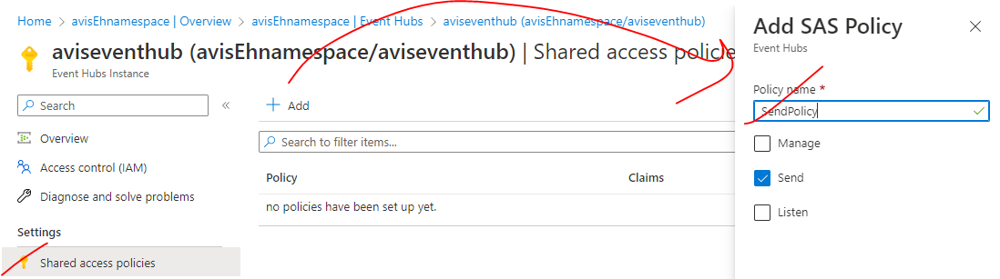 Home > avisEhnamespace | Overview > avisEhnamespace | Event Hubs > aviseventhub (avisEhnamespace/aviseventhub)
aviseventhub (avisEhnamespace/aviseventhub) | Shared access policie
Event Hubs Instance
Search
Overview
Access control (IAM)
Diagnose and solve problems
Settings
Shared access policies
Add
Search to filter items...
Policy Claims
no policies have been set up yet.
Add SAS Policy
Event Hubs
Policy name *
SendPolicy
Manage
Send
Listen